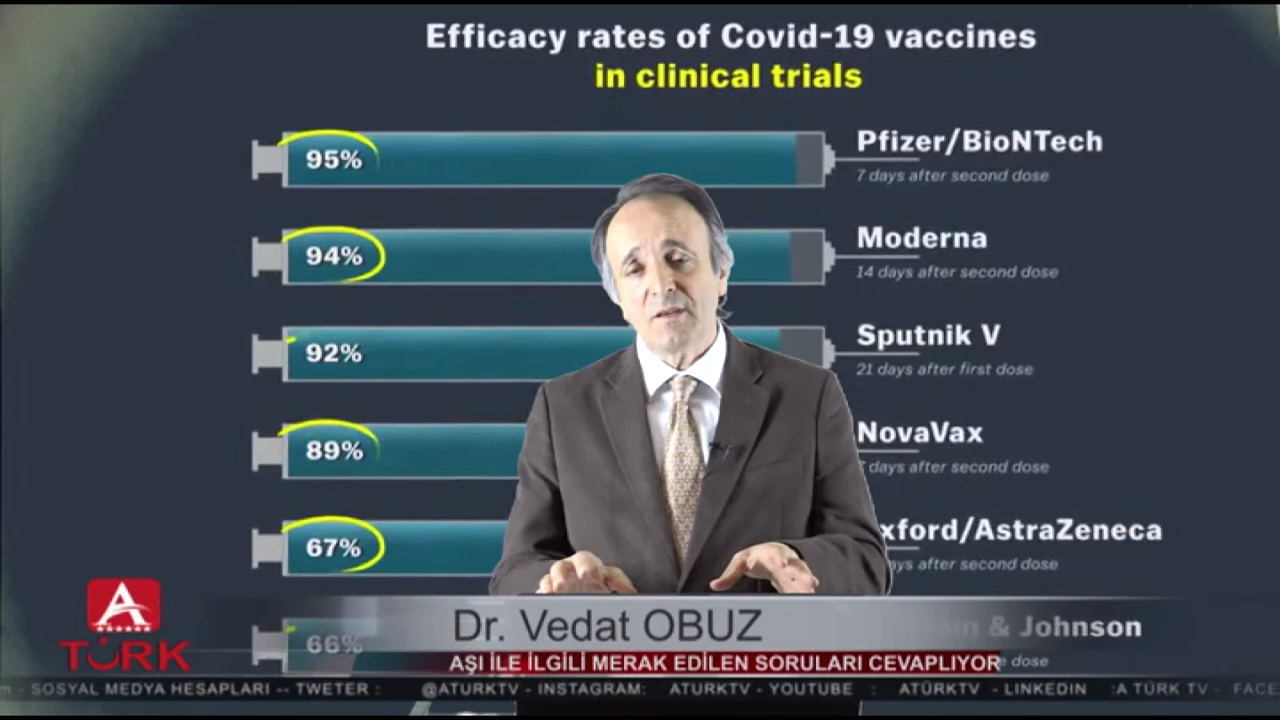 Efficacy rates of Covid-19 vaccines
in clinical trials
95%
Pfizer/BioNTech
7 days after second dose
94%
Moderna
14 days after second dose
92%
Sputnik V
21 days after first dose
89%
NovaVax
days after second dose
67%
xford/AstraZeneca
after second dose
66%
& Johnson
dose
A
TÜRK
Dr. Vedat OBUZ
AŞI İLE İLGİLİ MERAK EDİLEN SORULARI CEVAPLIYOR
- SOSYAL MEDYA HESAPLARI -- TWETER : @ATURKTV - INSTAGRAM: ATURKTV - YOUTUBE : ATÜRKTV - LINKEDIN :A TÜRK TV - FACE